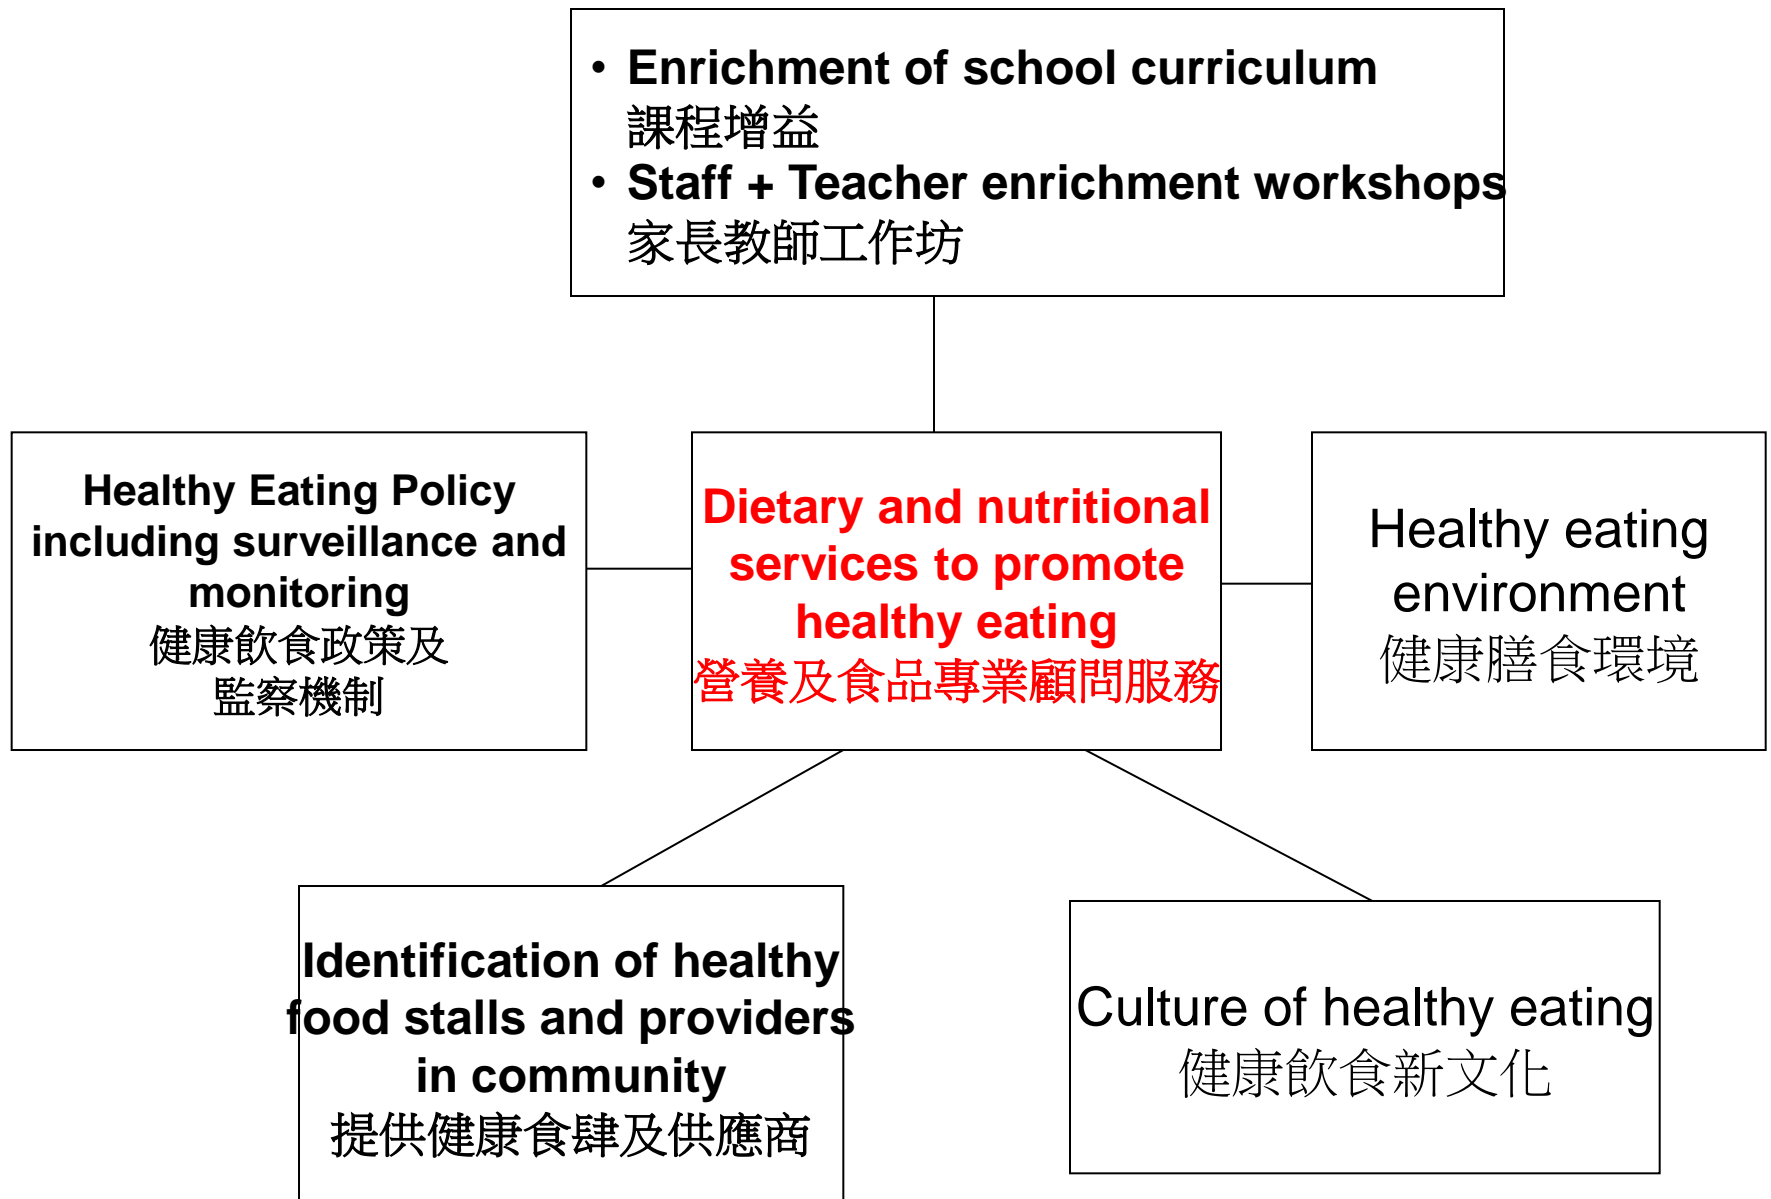 • Enrichment of school curriculum
課程增益
• Staff + Teacher enrichment workshops
家長教師工作坊
Healthy Eating Policy
including surveillance and
monitoring
健康飲食政策及
監察機制
Dietary and nutritional
services to promote
healthy eating
營養及食品專業顧問服務
Healthy eating
environment
健康膳食環境
Identification of healthy
food stalls and providers
in community
提供健康食肆及供應商
Culture of healthy eating
健康飲食新文化